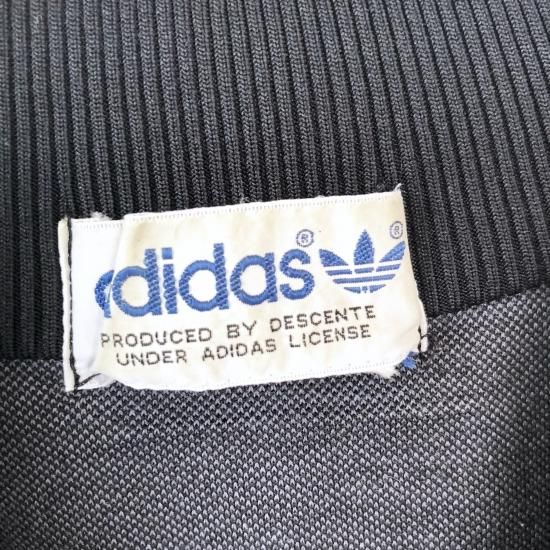 adidas® ®
PRODUCED BY DESCENTE
UNDER ADIDAS LICENSE